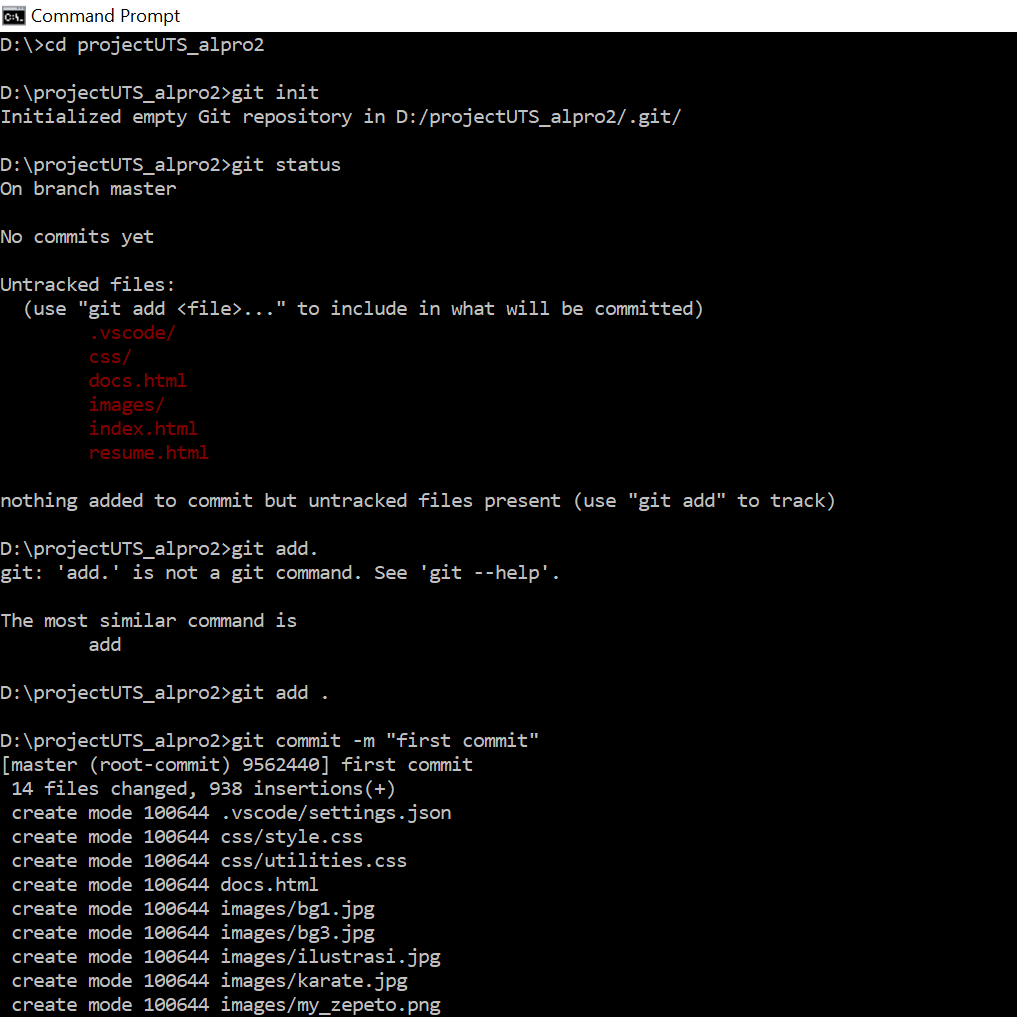 Command Prompt
D:\>cd projectUTS_alpro2
D:\projectUTS_alpro2>git init
Initialized empty Git repository in D:/projectUTS_alpro2/.git/
D:\projectUTS_alpro2>git status
On branch master
No commits yet
Untracked files:
  (use "git add <file>..." to include in what will be committed)
        .vscode/
        css/
        docs.html
        images/
        index.html
        resume.html
nothing added to commit but untracked files present (use "git add" to track)
D:\projectUTS_alpro2>git add.
git: 'add.' is not a git command. See 'git --help'.
The most similar command is
        add
D:\projectUTS_alpro2>git add .
D:\projectUTS_alpro2>git commit -m "first commit"
[master (root-commit) 9562440] first commit
 14 files changed, 938 insertions(+)
 create mode 100644 .vscode/settings.json
 create mode 100644 css/style.css
 create mode 100644 css/utilities.css
 create mode 100644 docs.html
 create mode 100644 images/bg1.jpg
 create mode 100644 images/bg3.jpg
 create mode 100644 images/ilustrasi.jpg
 create mode 100644 images/karate.jpg
 create mode 100644 images/my_zepeto.png